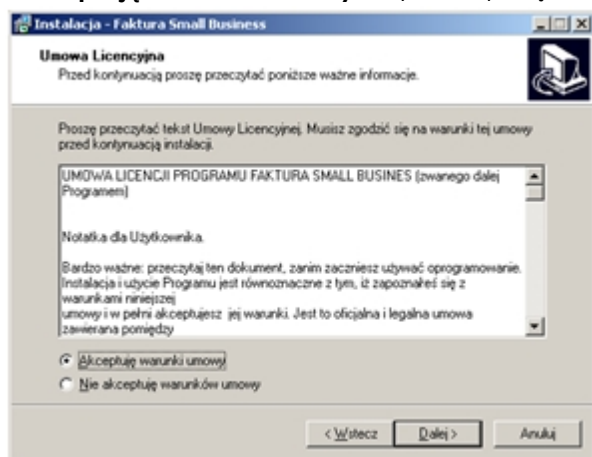 Instalacja - Faktura Small Business
Umowa Licencyjna
Przed kontynuacją proszę przeczytać poniższe ważne informacje.
Proszę przeczytać tekst Umowy Licencyjnej. Musisz zgodzić się na warunki tej umowy
przed kontynuacją instalacji.
UMOWA LICENCJI PROGRAMU FAKTURA SMALL BUSINES (zwanego dalej
Programem)
Notatka dla Użytkownika.
Bardzo ważne: przeczytaj ten dokument, zanim zaczniesz używać oprogramowanie.
Instalacja i użycie Programu jest równoznaczne z tym, iż zapoznałeś się z
warunkami niniejszej
umowy i w pełni akceptujesz jej warunki. Jest to oficjalna i legalna umowa
zawierana pomiędzy
Akceptuję warunki umowy
Nie akceptuję warunków umowy
< Wstecz
Dalej >
Anuluj